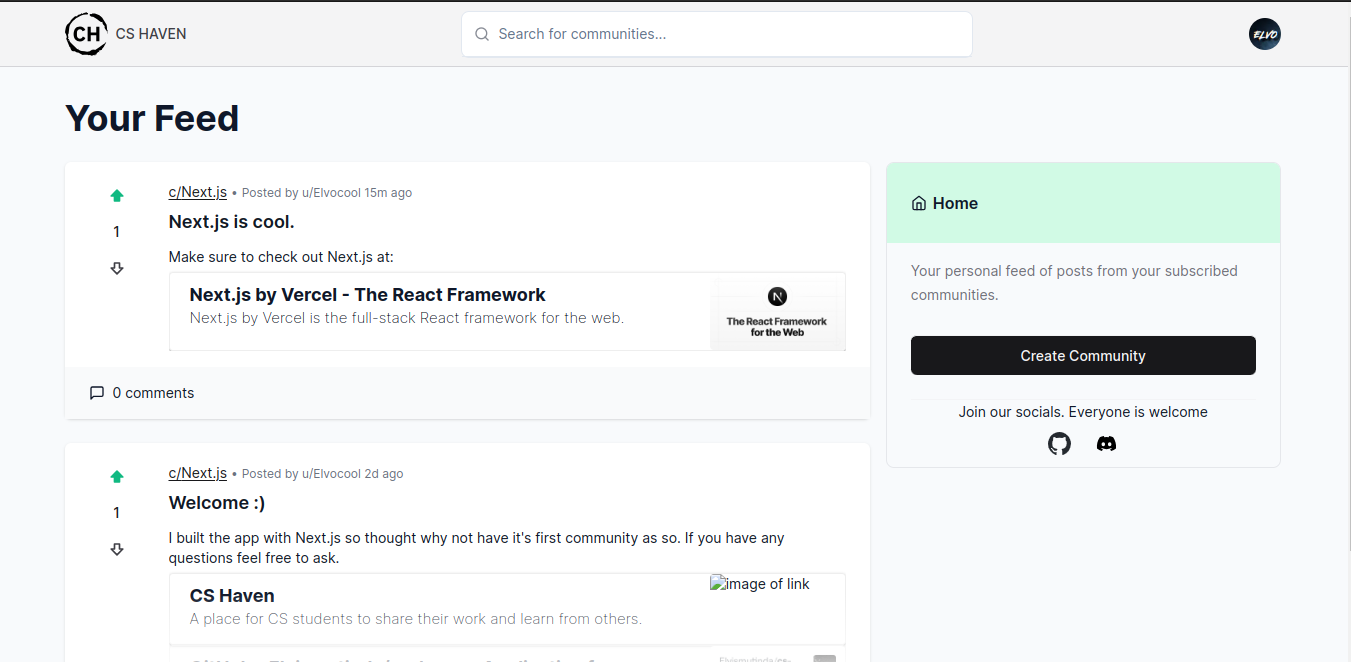 CH CS HAVEN
Search for communities...
ELVO
Your Feed
c/Next.js • Posted by u/Elvocool 15m ago
1
Next.js is cool.
Make sure to check out Next.js at:
Next.js by Vercel - The React Framework
Next.js by Vercel is the full-stack React framework for the web.
N
The React Framework
for the Web
0 comments
c/Next.js • Posted by u/Elvocool 2d ago
1
Welcome :)
I built the app with Next.js so thought why not have it's first community as so. If you have any
questions feel free to ask.
CS Haven
A place for CS students to share their work and learn from others.
image of link
Home
Your personal feed of posts from your subscribed
communities.
Create Community
Join our socials. Everyone is welcome